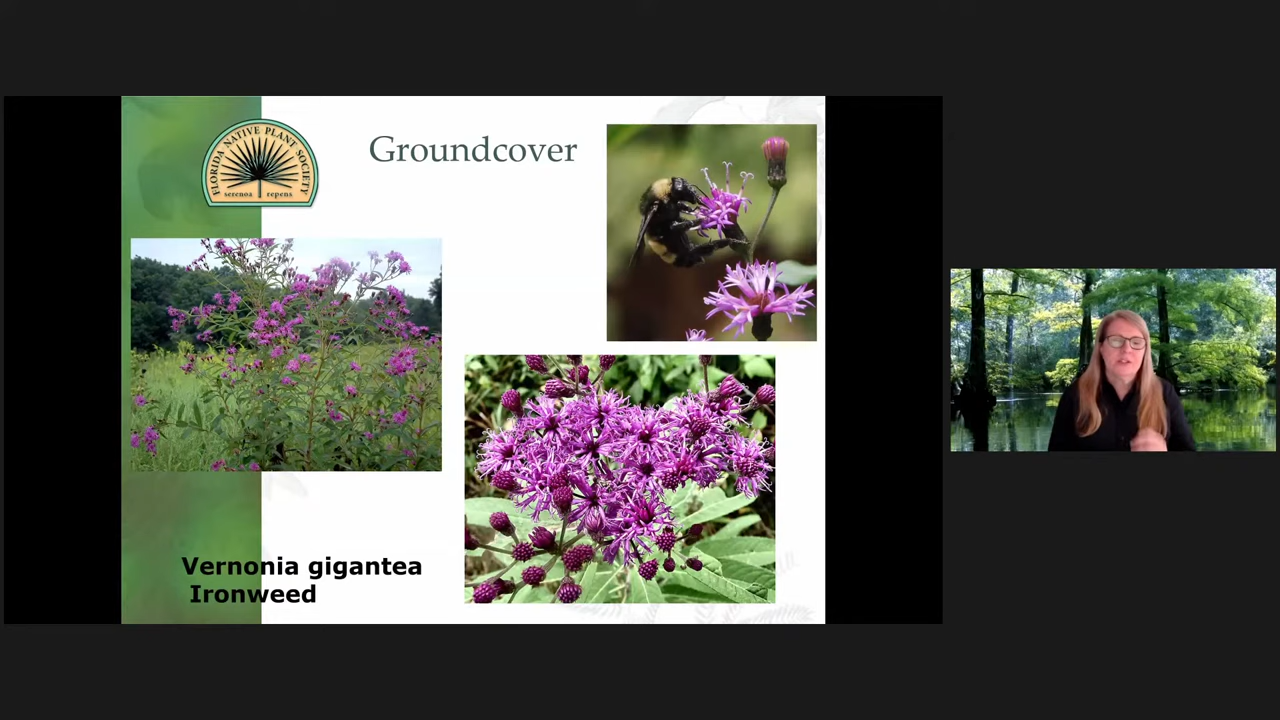 FLORIDA NATIVE PLANT SOCIETY
serenoa repens
Groundcover
Vernonia gigantea
Ironweed